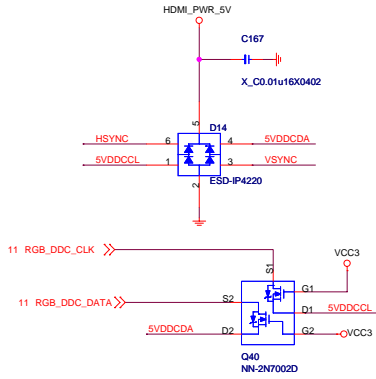 HDMI_PWR_5V
C167
X_C0.01u16X0402
5
D14
HSYNC 6 4 5VDDCDA
5VDDCCL 1 3 VSYNC
2 ESD-IP4220
11 RGB_DDC_CLK
VCC3
S1
G1
11 RGB_DDC_DATA S2
D1 5VDDCCL
5VDDCDA D2 G2 VCC3
Q40
NN-2N7002D